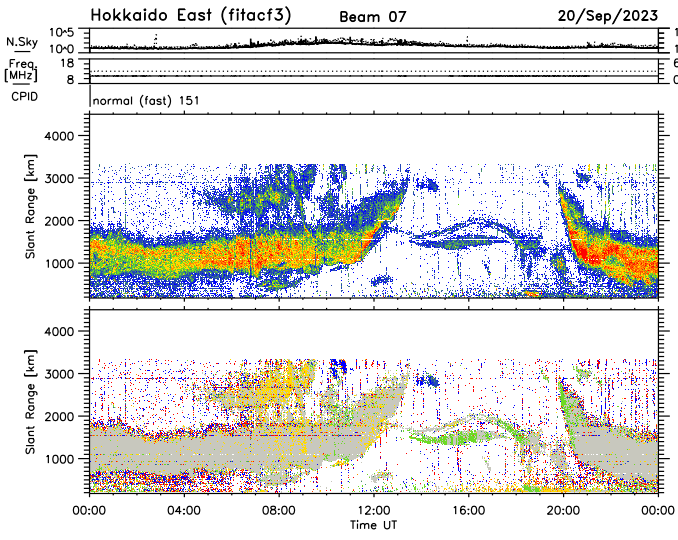 Hokkaido East (fitacf3) Beam 07 20/Sep/2023
N.Sky 10^5 10^0
Freq. [MHz] 18 8 6 0
CPID normal (fast) 151
Slant Range [km] 4000 3000 2000 1000
Slant Range [km] 4000 3000 2000 1000
00:00 04:00 08:00 12:00 16:00 20:00 00:00
Time UT